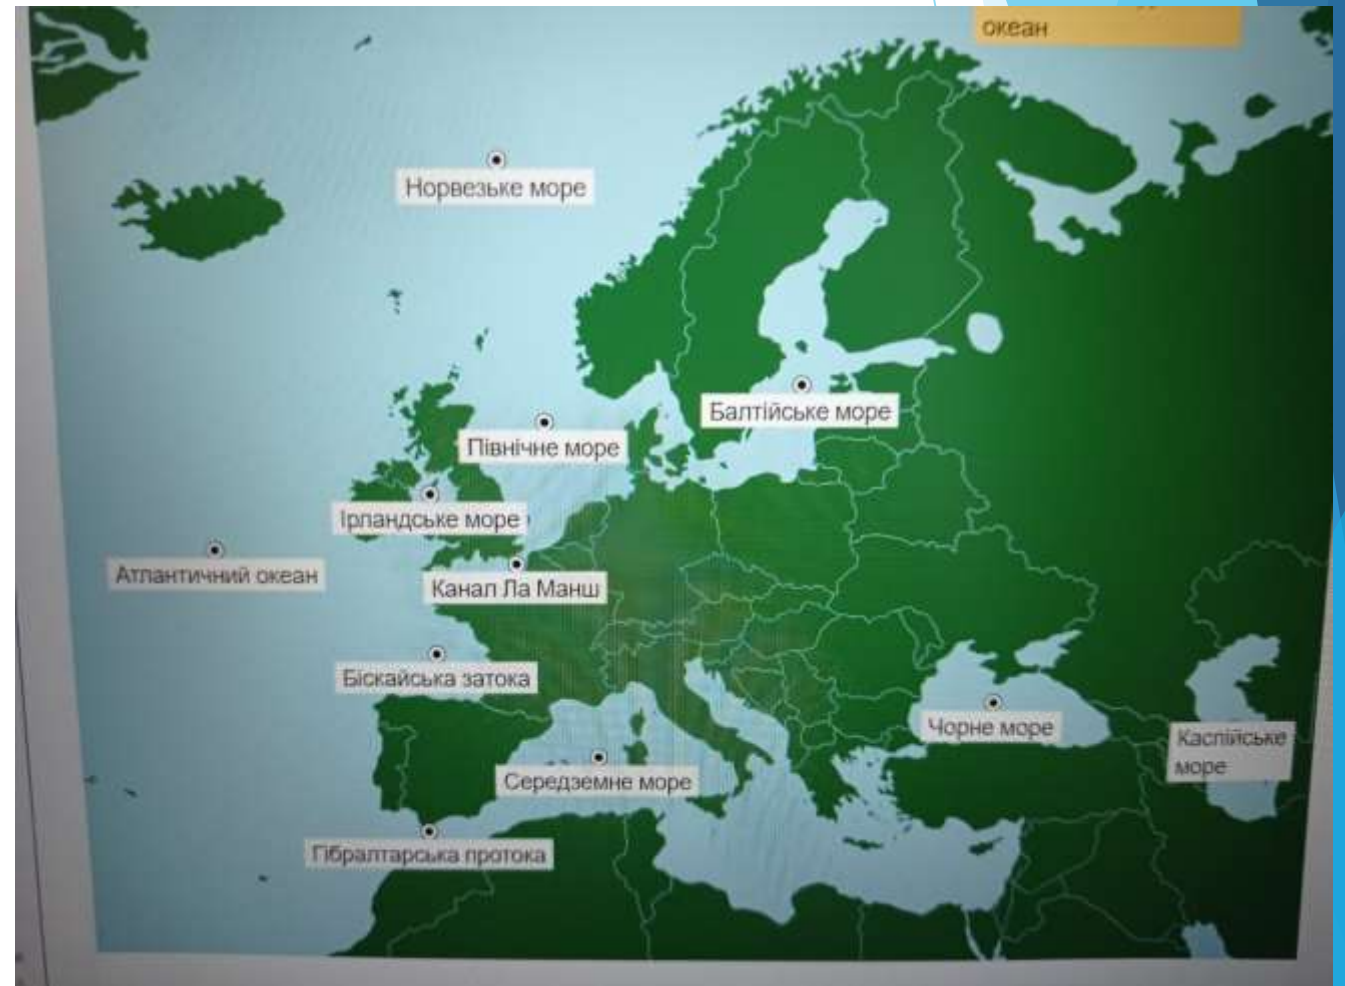 океан
Норвезьке море
Балтійське море
Північне море
Ірландське море
Атлантичний океан
Канал Ла Манш
Біскайська затока
Чорне море
Каспійське
море
Середземне море
Гібралтарська протока